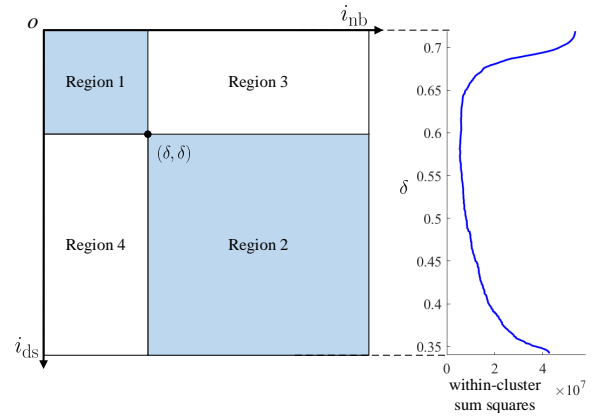 o
i_nb
Region 1
Region 3
(δ, δ)
Region 4
Region 2
i_ds
0.7
0.65
0.6
0.55
δ
0.5
0.45
0.4
0.35
0 2 4
×10^7
within-cluster
sum squares